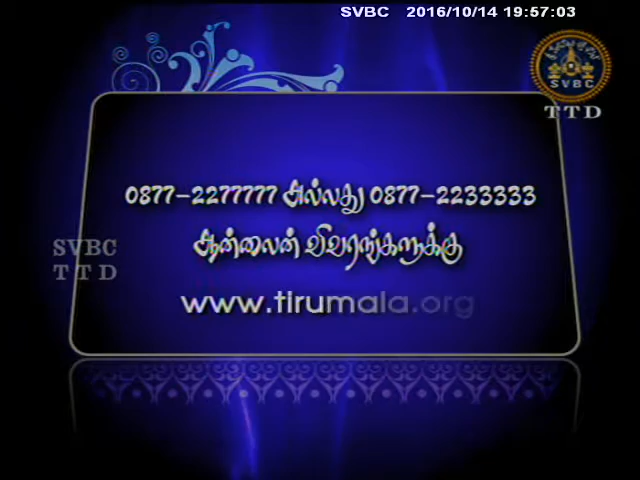 SVBC 2016/10/14 19:57:03
SVBC
TTD
0877-2277777 அல்லது 0877-2233333
ஆன்லைன் விவரங்களுக்கு
SVBC
TTD
www.tirumala.org